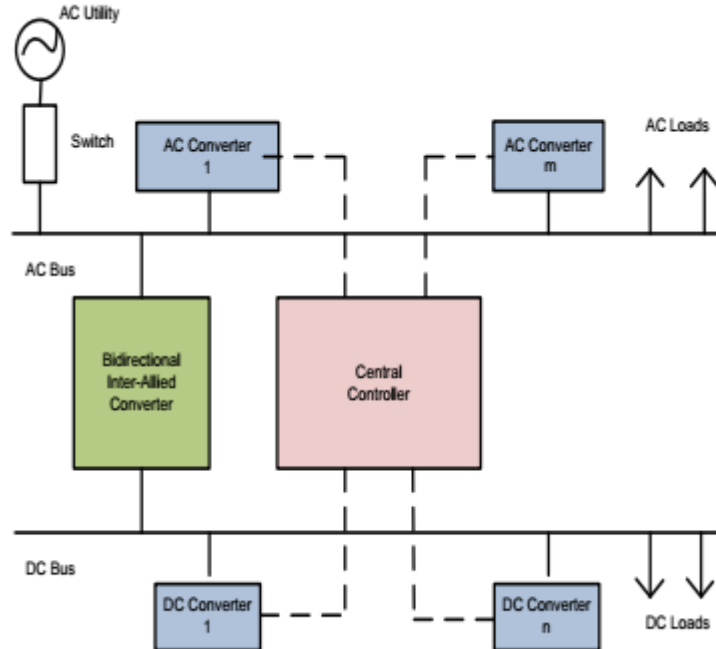 AC Utility
Switch
AC Converter
1
AC Converter
m
AC Loads
AC Bus
Bidirectional
Inter-Allied
Converter
Central
Controller
DC Bus
DC Converter
1
DC Converter
n
DC Loads